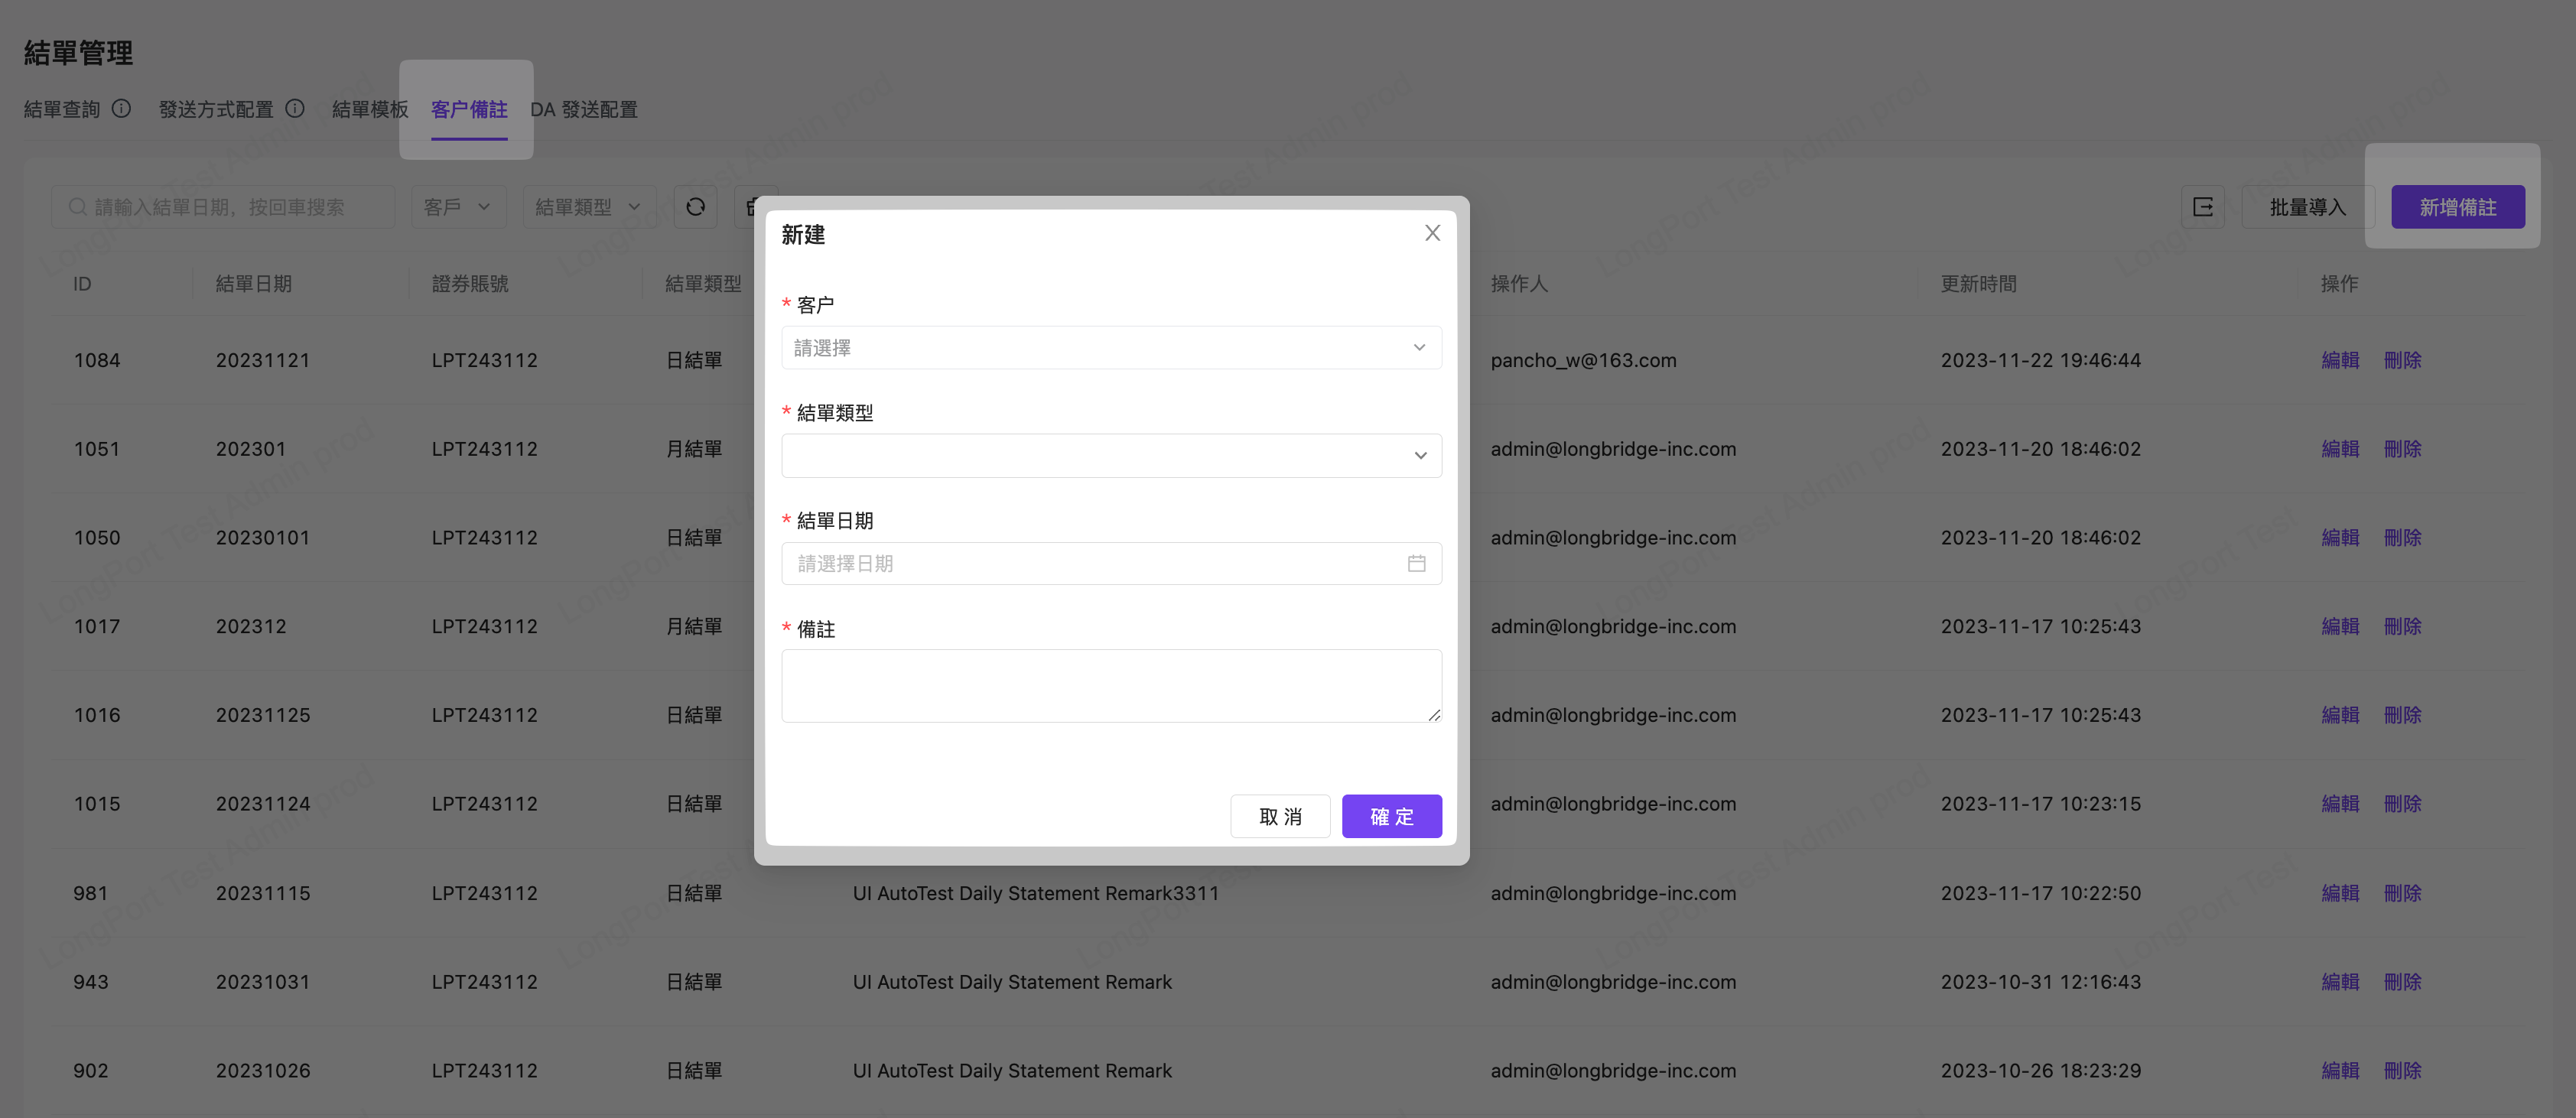 結單管理
結單查詢 發送方式配置 結單模板 客户備註 DA 發送配置
請輸入結單日期，按回車搜索 客戶 結單類型 批量導入 新增備註
ID 結單日期 證券賬號 結單類型 操作人 更新時間 操作
1084 20231121 LPT243112 日結單 pancho_w@163.com 2023-11-22 19:46:44 編輯 刪除
1051 202301 LPT243112 月結單 admin@longbridge-inc.com 2023-11-20 18:46:02 編輯 刪除
1050 20230101 LPT243112 日結單 admin@longbridge-inc.com 2023-11-20 18:46:02 編輯 刪除
1017 202312 LPT243112 月結單 admin@longbridge-inc.com 2023-11-17 10:25:43 編輯 刪除
1016 20231125 LPT243112 日結單 admin@longbridge-inc.com 2023-11-17 10:25:43 編輯 刪除
1015 20231124 LPT243112 日結單 admin@longbridge-inc.com 2023-11-17 10:23:15 編輯 刪除
981 20231115 LPT243112 日結單 UI AutoTest Daily Statement Remark3311 admin@longbridge-inc.com 2023-11-17 10:22:50 編輯 刪除
943 20231031 LPT243112 日結單 UI AutoTest Daily Statement Remark admin@longbridge-inc.com 2023-10-31 12:16:43 編輯 刪除
902 20231026 LPT243112 日結單 UI AutoTest Daily Statement Remark admin@longbridge-inc.com 2023-10-26 18:23:29 編輯 刪除
新建
* 客户
請選擇
* 結單類型
* 結單日期
請選擇日期
* 備註
取 消 確 定
LongPort Test Admin prod